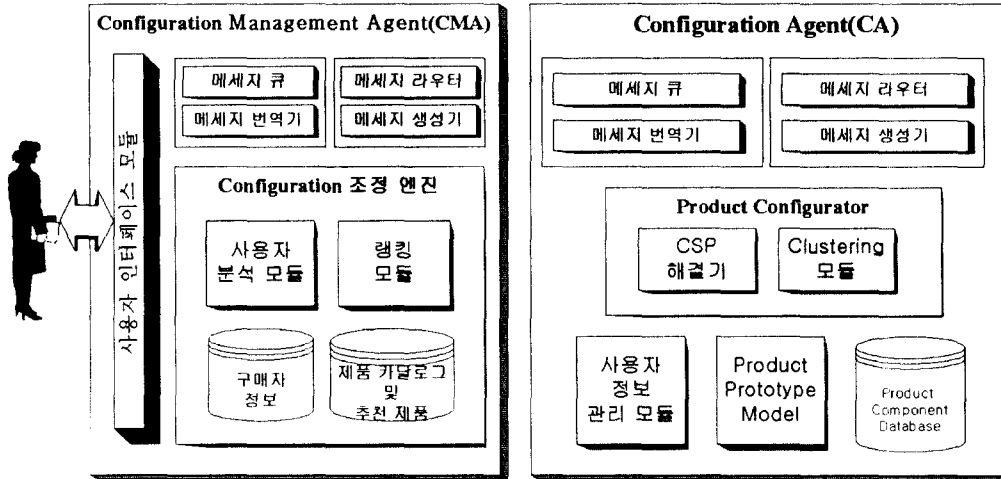 Configuration Management Agent(CMA)
사용자 인터페이스 모듈
메세지 큐
메세지 번역기
메세지 라우터
메세지 생성기
Configuration 조정 엔진
사용자
분석 모듈
랭킹
모듈
구매자
정보
제품 카달로그
및
추천 제품
Configuration Agent(CA)
메세지 큐
메세지 번역기
메세지 라우터
메세지 생성기
Product Configurator
CSP
해결기
Clustering
모듈
사용자
정보
관리 모듈
Product
Prototype
Model
Product
Component
Database